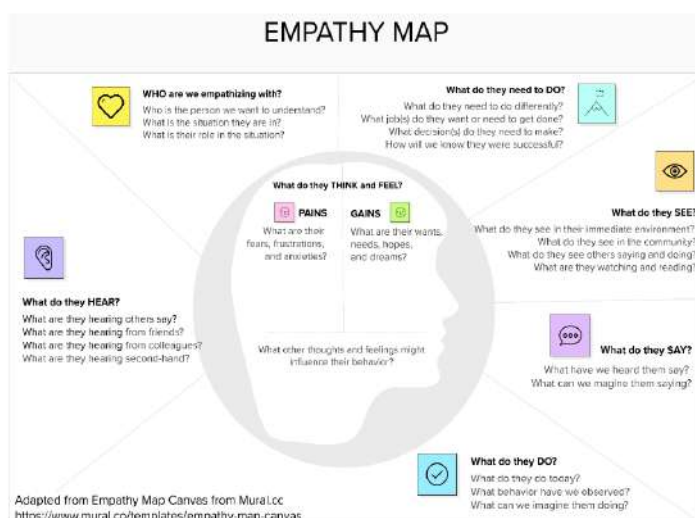 EMPATHY MAP
WHO are we empathizing with?
Who is the person we want to understand?
What is the situation they are in?
What is their role in the situation?
What do they need to DO?
What do they need to do differently?
What job(s) do they want or need to get done?
What decision(s) do they need to make?
How will we know they were successful?
What do they SEE?
What do they see in their immediate environment?
What do they see in the community?
What do they see others saying and doing?
What are they watching and reading?
What do they SAY?
What have we heard them say?
What can we imagine them saying?
What do they DO?
What do they do today?
What behavior have we observed?
What can we imagine them doing?
What do they HEAR?
What are they hearing others say?
What are they hearing from friends?
What are they hearing from colleagues?
What are they hearing second-hand?
What do they THINK and FEEL?
PAINS
What are their
fears, frustrations,
and anxieties?
GAINS
What are their wants,
needs, hopes,
and dreams?
What other thoughts and feelings might
influence their behavior?
Adapted from Empathy Map Canvas from Mural.cc
https://www.mural.co/templates/empathy-map-canvas